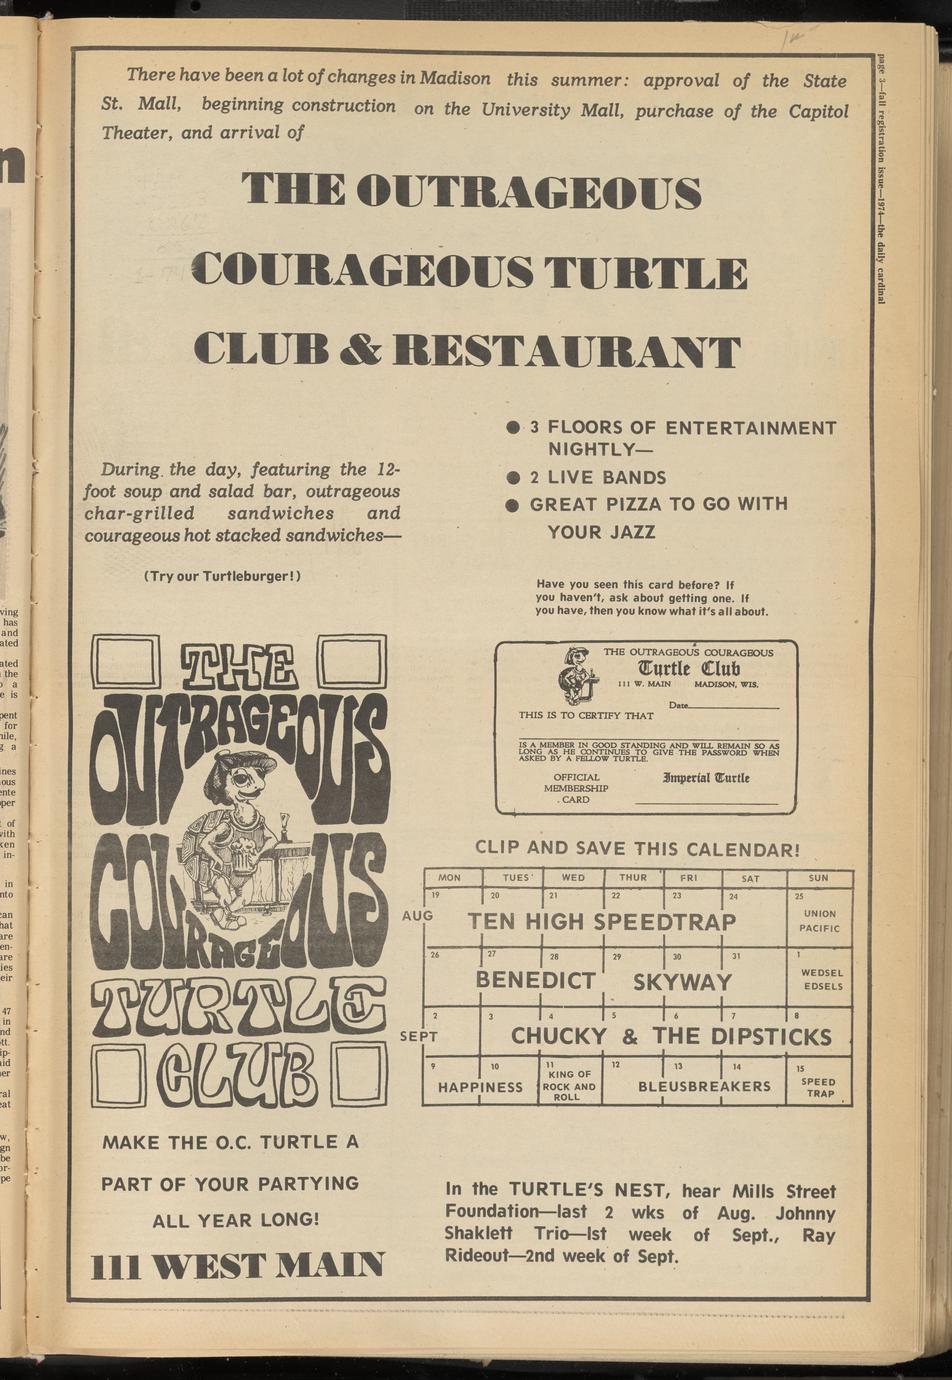 There have been a lot of changes in Madison this summer: approval of the State
St. Mall, beginning construction on the University Mall, purchase of the Capitol
Theater, and arrival of
THE OUTRAGEOUS
COURAGEOUS TURTLE
CLUB & RESTAURANT
page 3—fall registration issue—1974—the daily cardinal
During the day, featuring the 12-
foot soup and salad bar, outrageous
char-grilled sandwiches and
courageous hot stacked sandwiches—
(Try our Turtleburger!)
● 3 FLOORS OF ENTERTAINMENT
NIGHTLY—
● 2 LIVE BANDS
● GREAT PIZZA TO GO WITH
YOUR JAZZ
Have you seen this card before? If
you haven't, ask about getting one. If
you have, then you know what it's all about.
THE OUTRAGEOUS COURAGEOUS
Turtle Club
111 W. MAIN MADISON, WIS.
Date
THIS IS TO CERTIFY THAT
IS A MEMBER IN GOOD STANDING AND WILL REMAIN SO AS
LONG AS HE CONTINUES TO GIVE THE PASSWORD WHEN
ASKED BY A FELLOW TURTLE.
OFFICIAL
MEMBERSHIP
CARD
Imperial Turtle
THE
OUTRAGEOUS
COURAGEOUS
TURTLE
CLUB
CLIP AND SAVE THIS CALENDAR!
MON TUES WED THUR FRI SAT SUN
19 20 21 22 23 24 25
AUG TEN HIGH SPEEDTRAP UNION
PACIFIC
26 27 28 29 30 31 1
BENEDICT SKYWAY WEDSEL
EDSELS
2 3 4 5 6 7 8
SEPT CHUCKY & THE DIPSTICKS
9 10 11 12 13 14 15
HAPPINESS KING OF
ROCK AND
ROLL BLEUSBREAKERS SPEED
TRAP
MAKE THE O.C. TURTLE A
PART OF YOUR PARTYING
ALL YEAR LONG!
111 WEST MAIN
In the TURTLE'S NEST, hear Mills Street
Foundation—last 2 wks of Aug. Johnny
Shaklett Trio—1st week of Sept., Ray
Rideout—2nd week of Sept.